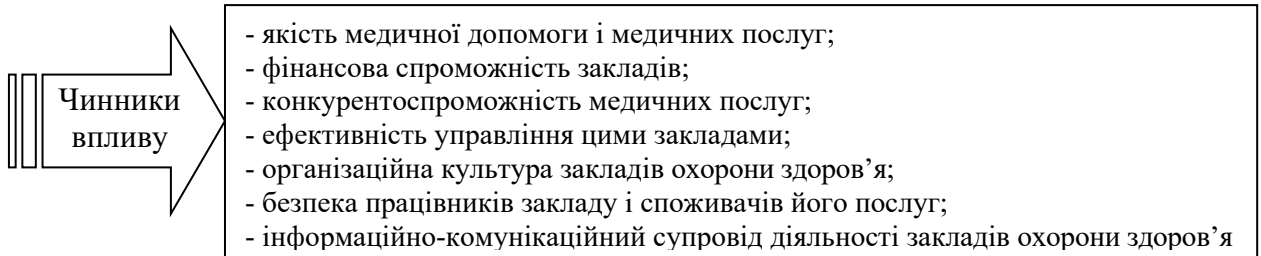 Чинники
впливу
- якість медичної допомоги і медичних послуг;
- фінансова спроможність закладів;
- конкурентоспроможність медичних послуг;
- ефективність управління цими закладами;
- організаційна культура закладів охорони здоров’я;
- безпека працівників закладу і споживачів його послуг;
- інформаційно-комунікаційний супровід діяльності закладів охорони здоров’я